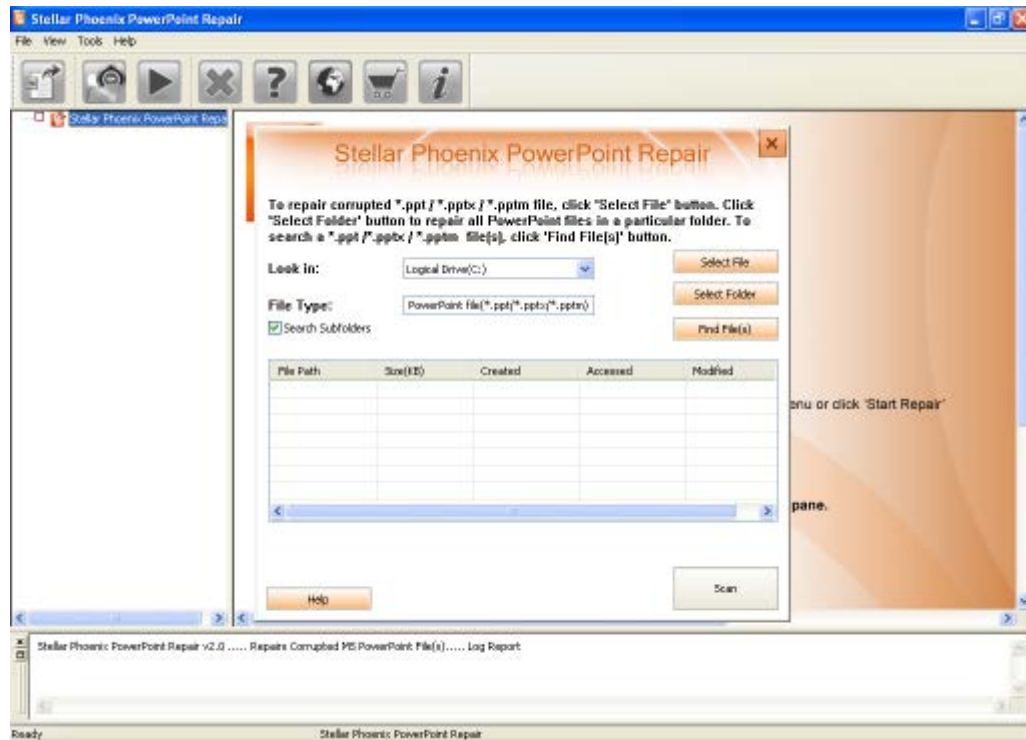 Stellar Phoenix PowerPoint Repair
File View Tools Help
Stellar Phoenix PowerPoint Repa
Stellar Phoenix PowerPoint Repair
To repair corrupted *.ppt / *.pptx / *.pptm file, click 'Select File' button. Click
'Select Folder' button to repair all PowerPoint files in a particular folder. To
search a *.ppt /*.pptx / *.pptm file(s), click 'Find File(s)' button.
Look in:
Logical Drive(C:)
Select File
File Type:
PowerPoint file(*.ppt/*.pptx/*.pptm)
Select Folder
Search Subfolders
Find File(s)
File Path Size(KB) Created Accessed Modified
enu or click 'Start Repair'
pane.
Help
Scan
Stellar Phoenix PowerPoint Repair v2.0 ..... Repairs Corrupted MS PowerPoint File(s)..... Log Report
Ready Stellar Phoenix PowerPoint Repair